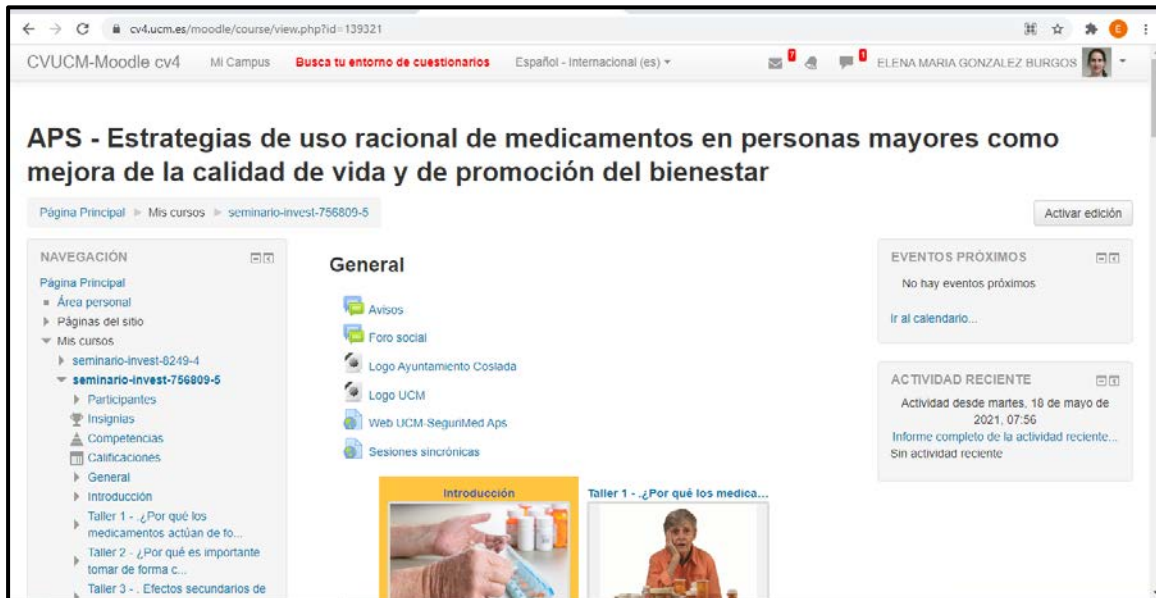 cv4.ucm.es/moodle/course/view.php?id=139321
E
CVUCM-Moodle cv4 Mi Campus Busca tu entorno de cuestionarios Español - Internacional (es) 7 1 ELENA MARIA GONZALEZ BURGOS
APS - Estrategias de uso racional de medicamentos en personas mayores como
mejora de la calidad de vida y de promoción del bienestar
Página Principal Mis cursos seminario-invest-756809-5
Activar edición
NAVEGACIÓN
Página Principal
Área personal
Páginas del sitio
Mis cursos
seminario-invest-8249-4
seminario-invest-756809-5
Participantes
Insignias
Competencias
Calificaciones
General
Introducción
Taller 1 - .¿Por qué los
medicamentos actúan de fo...
Taller 2 - ¿Por qué es importante
tomar de forma c...
Taller 3 - . Efectos secundarios de
General
Avisos
Foro social
Logo Ayuntamiento Coslada
Logo UCM
Web UCM-SegunMed Aps
Sesiones sincrónicas
Introducción
Taller 1 - .¿Por qué los medica...
EVENTOS PRÓXIMOS
No hay eventos próximos
Ir al calendario...
ACTIVIDAD RECIENTE
Actividad desde martes, 18 de mayo de
2021, 07:56
Informe completo de la actividad reciente...
Sin actividad reciente